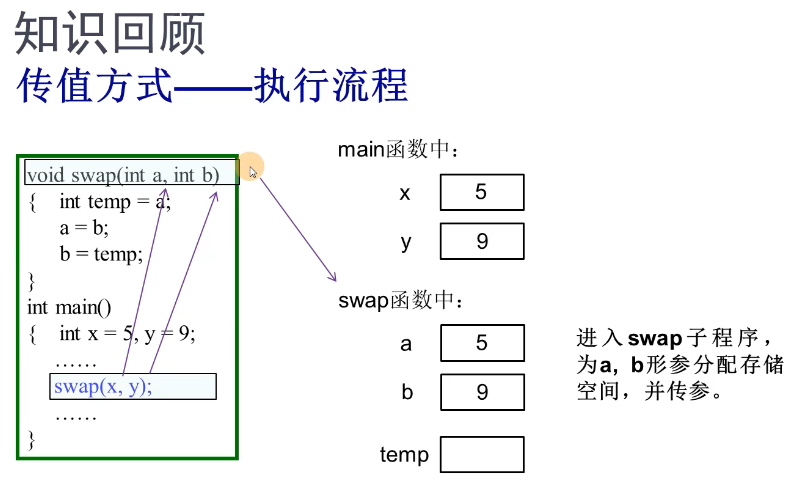 知识回顾
传值方式——执行流程
void swap(int a, int b)
{ int temp = a;
a = b;
b = temp;
}
int main()
{ int x = 5, y = 9;
……
swap(x, y);
……
}
main函数中：
x 5
y 9
swap函数中：
a 5
b 9
temp
进入swap子程序，
为a, b形参分配存储
空间，并传参。